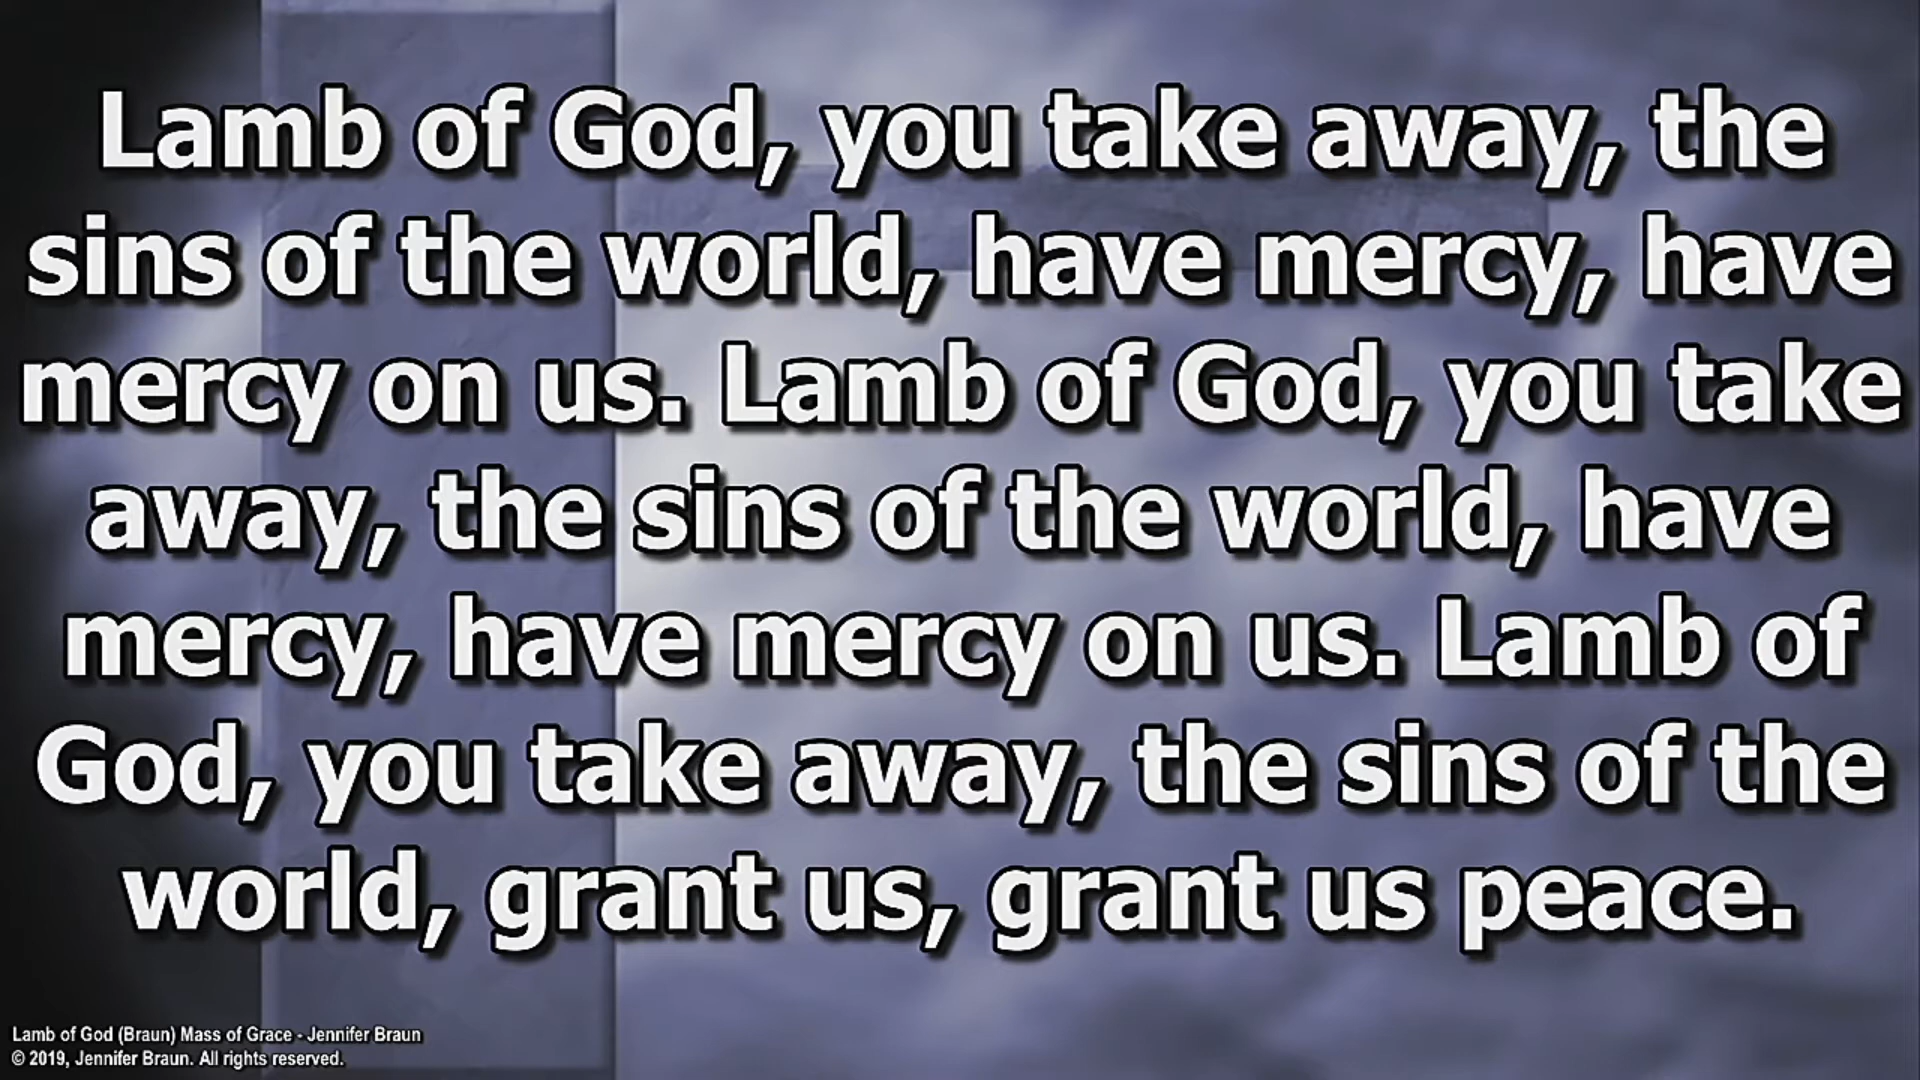 Lamb of God, you take away, the
sins of the world, have mercy, have
mercy on us. Lamb of God, you take
away, the sins of the world, have
mercy, have mercy on us. Lamb of
God, you take away, the sins of the
world, grant us, grant us peace.
Lamb of God (Braun) Mass of Grace - Jennifer Braun
© 2019, Jennifer Braun. All rights reserved.